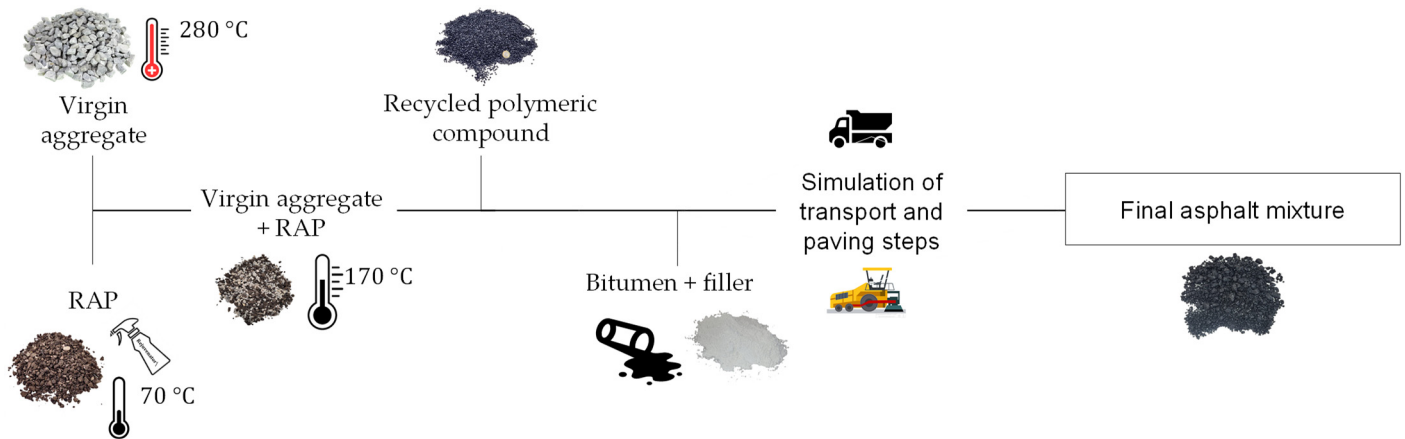 280 °C
Virgin
aggregate
Recycled polymeric
compound
Virgin aggregate
+ RAP
170 °C
RAP
Rejuvenator
70 °C
Bitumen + filler
Simulation of
transport and
paving steps
Final asphalt mixture